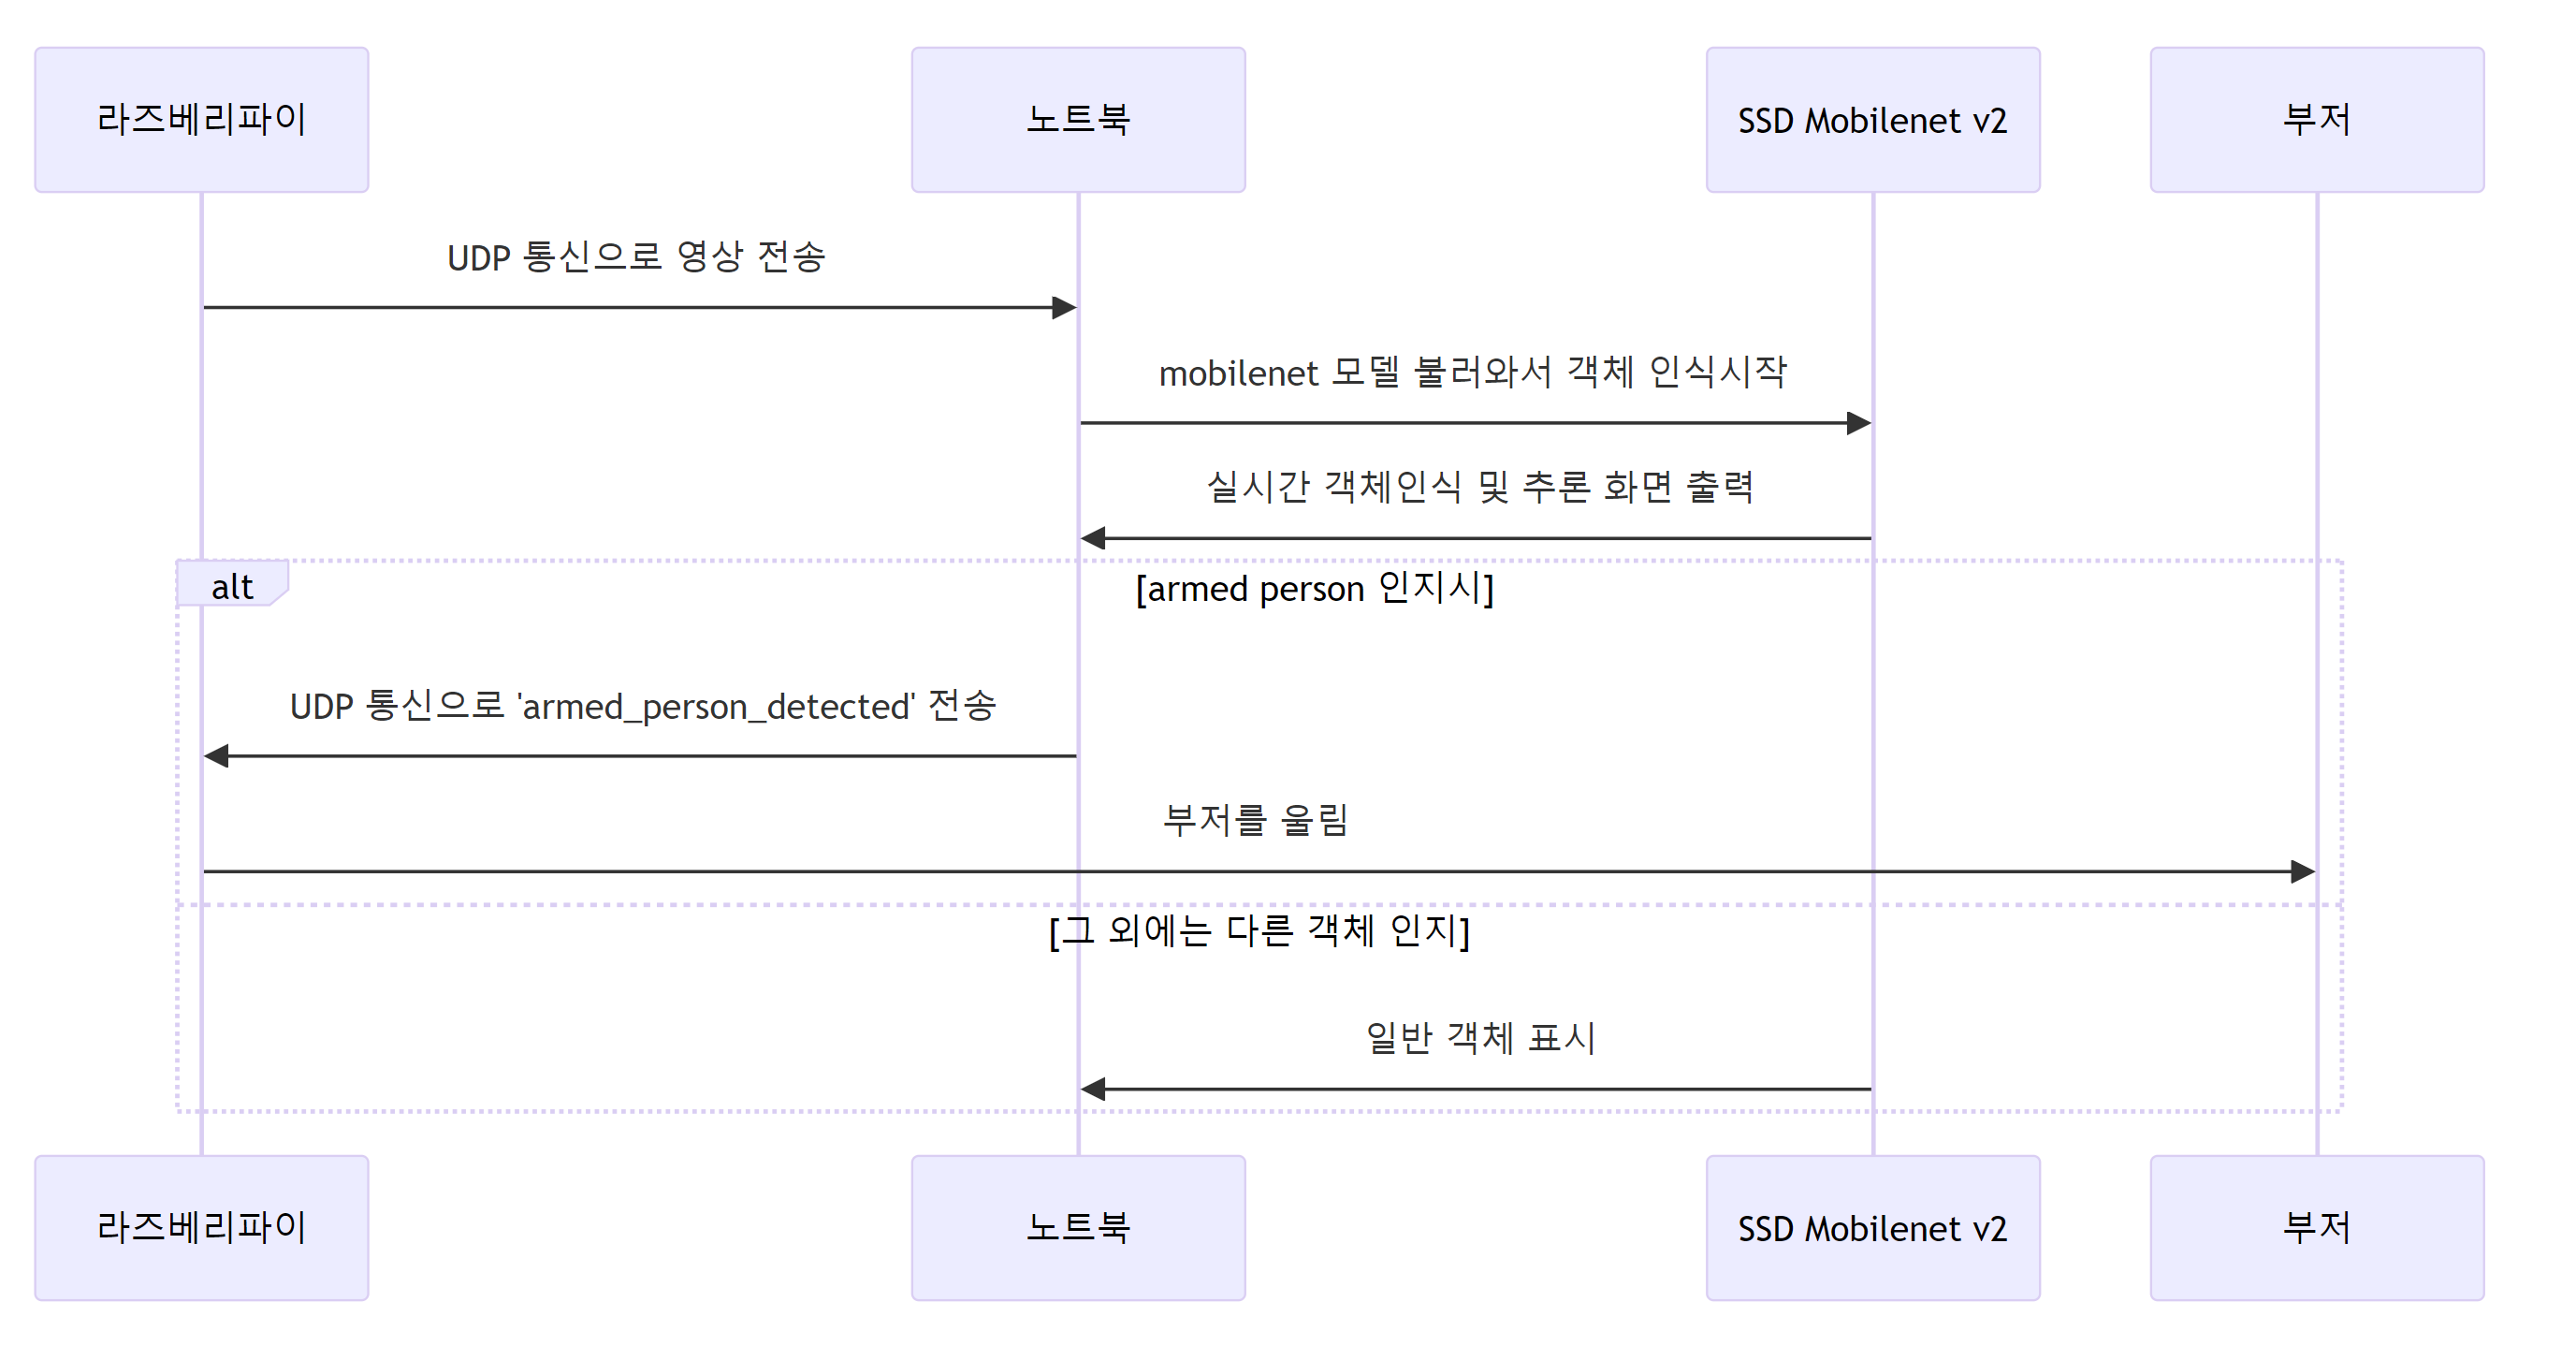 라즈베리파이
노트북
SSD Mobilenet v2
부저
UDP 통신으로 영상 전송
mobilenet 모델 불러와서 객체 인식시작
실시간 객체인식 및 추론 화면 출력
alt
[armed person 인지시]
UDP 통신으로 'armed_person_detected' 전송
부저를 울림
[그 외에는 다른 객체 인지]
일반 객체 표시
라즈베리파이
노트북
SSD Mobilenet v2
부저